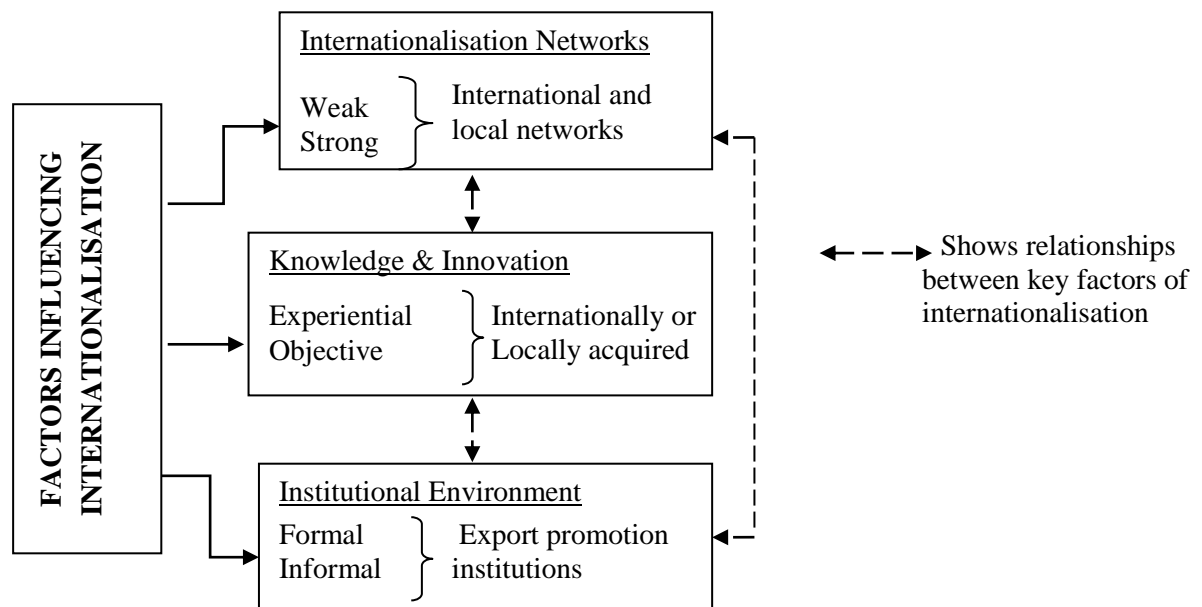 FACTORS INFLUENCING
INTERNATIONALISATION
Internationalisation Networks
Weak
Strong
International and
local networks
Knowledge & Innovation
Experiential
Objective
Internationally or
Locally acquired
Institutional Environment
Formal
Informal
Export promotion
institutions
Shows relationships
between key factors of
internationalisation